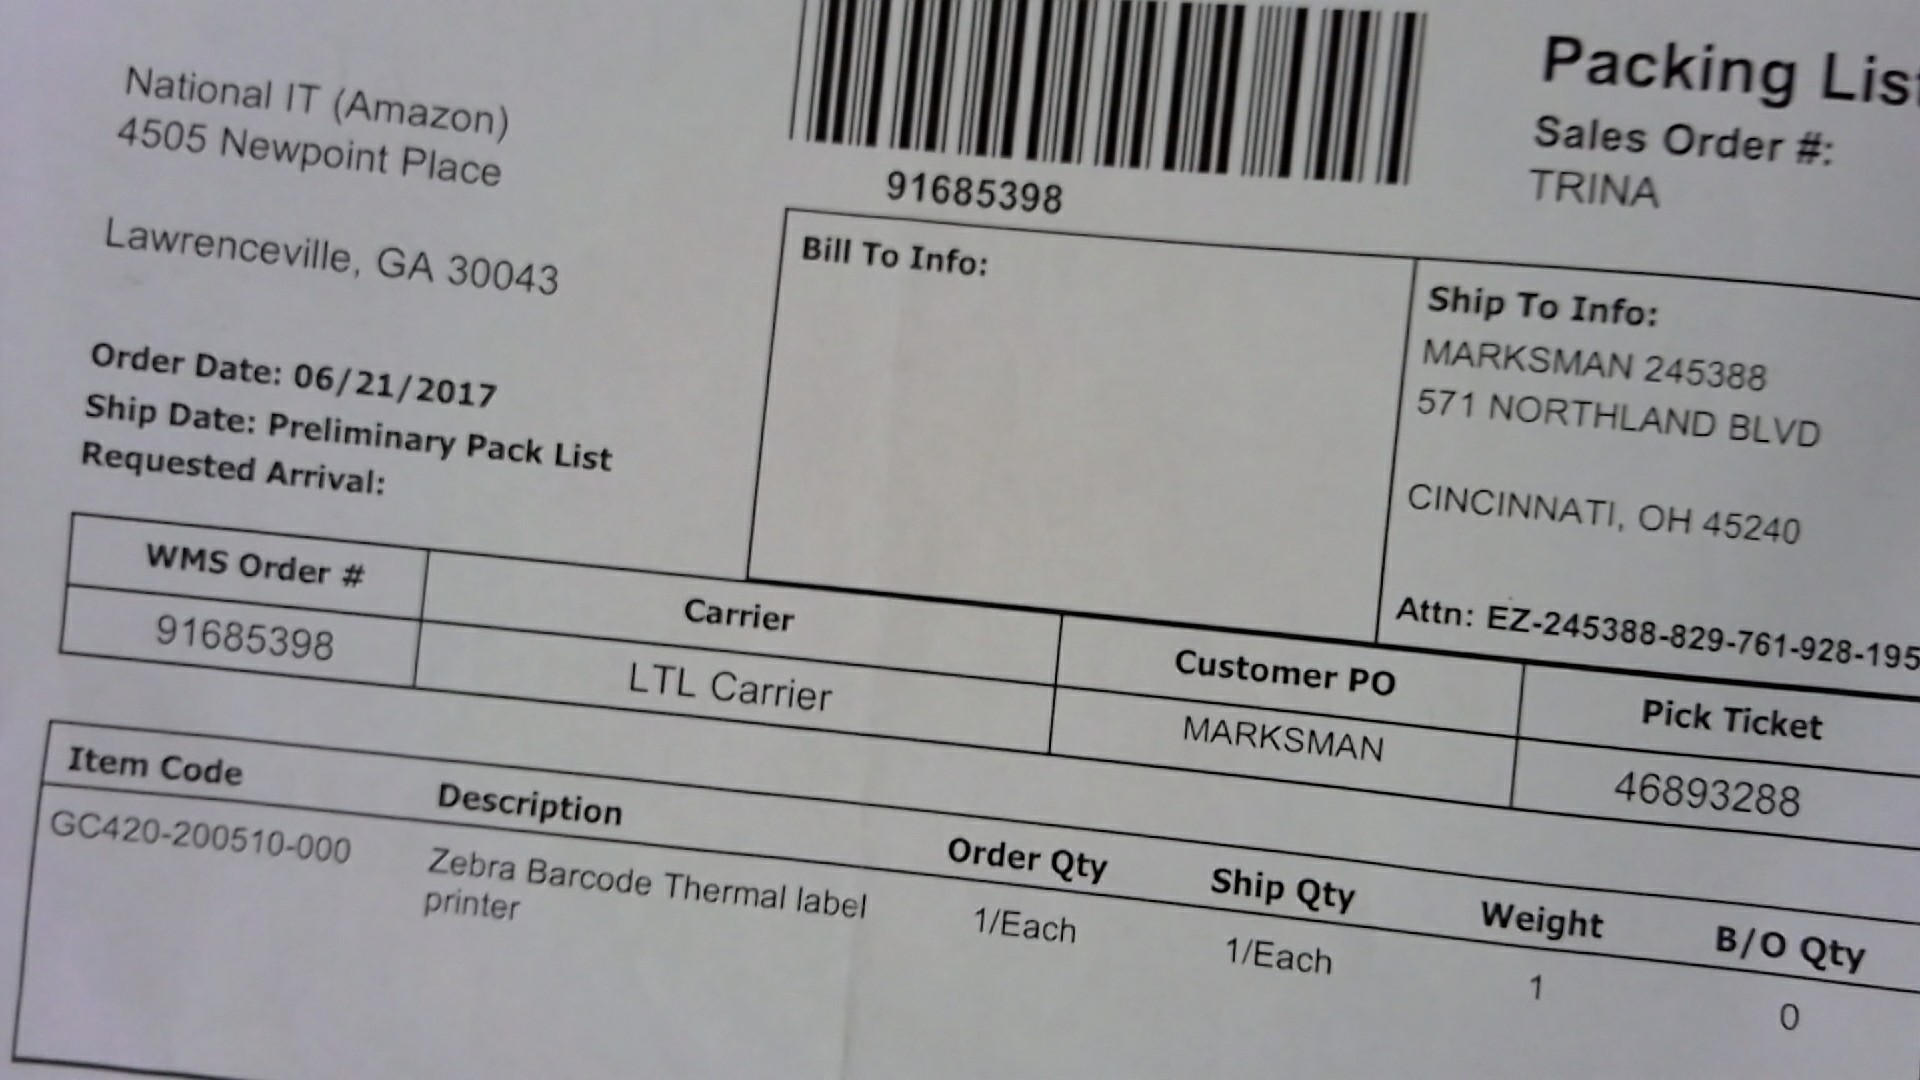 National IT (Amazon)
4505 Newpoint Place
Lawrenceville, GA 30043
Order Date: 06/21/2017
Ship Date: Preliminary Pack List
Requested Arrival:
91685398
Packing List
Sales Order #:
TRINA
Bill To Info:
Ship To Info:
MARKSMAN 245388
571 NORTHLAND BLVD
CINCINNATI, OH 45240
Attn: EZ-245388-829-761-928-195
WMS Order # Carrier Customer PO Pick Ticket
91685398 LTL Carrier MARKSMAN 46893288
Item Code Description Order Qty Ship Qty Weight B/O Qty
GC420-200510-000 Zebra Barcode Thermal label 1/Each 1/Each 1 0
printer